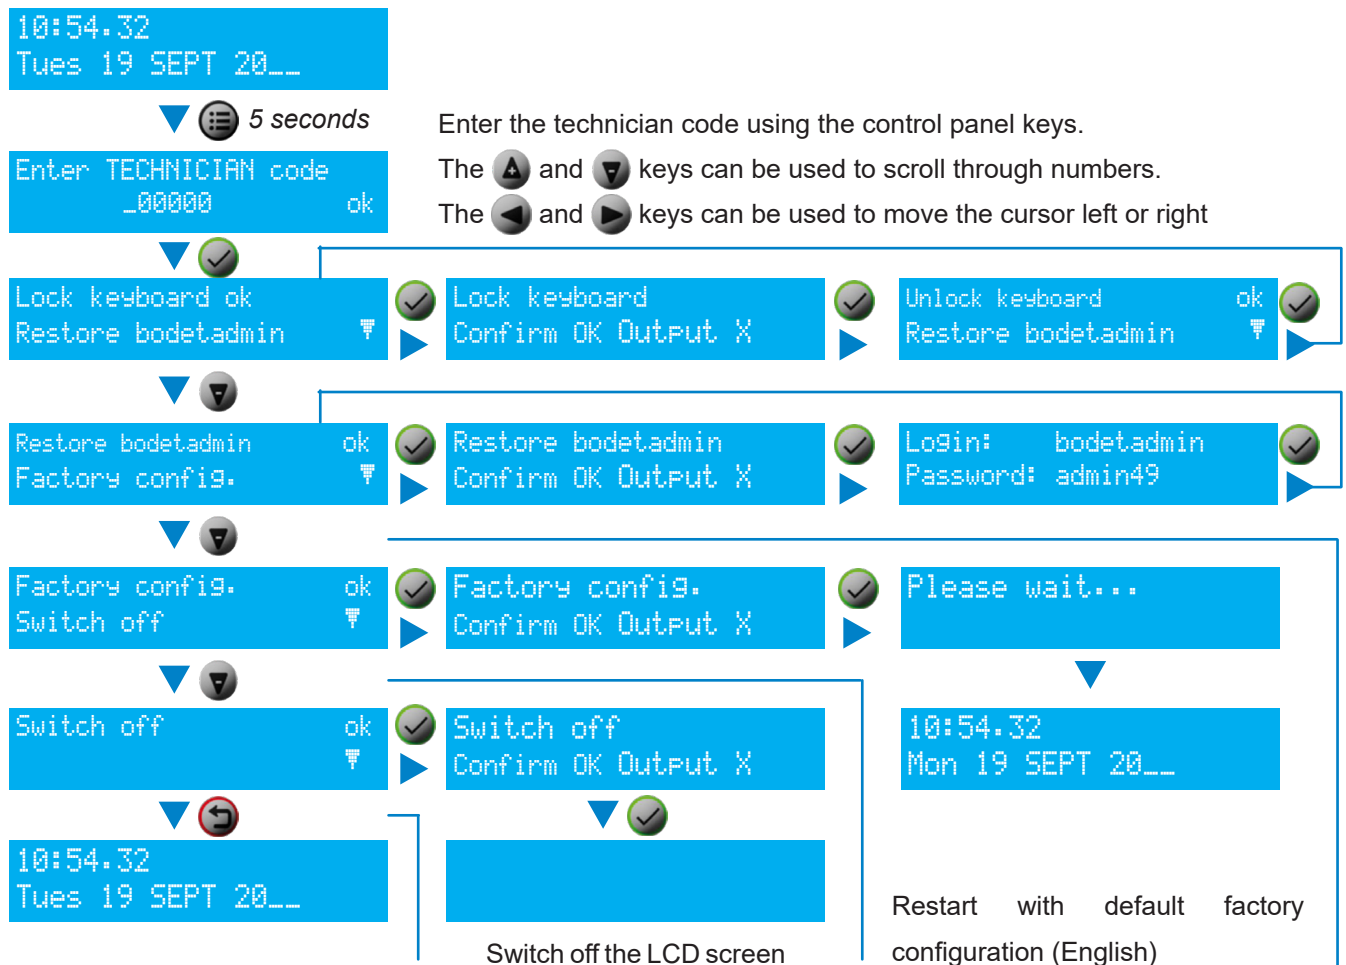 10:54.32
Tues 19 SEPT 20__
5 seconds
Enter the technician code using the control panel keys.
Enter TECHNICIAN code
_00000 ok
The and keys can be used to scroll through numbers.
The and keys can be used to move the cursor left or right
Lock keyboard ok
Restore bodetadmin
Lock keyboard
Confirm OK Output X
Unlock keyboard ok
Restore bodetadmin
Restore bodetadmin ok
Factory config.
Restore bodetadmin
Confirm OK Output X
Login: bodetadmin
Password: admin49
Factory config. ok
Switch off
Factory config.
Confirm OK Output X
Please wait...
Switch off ok
Switch off
Confirm OK Output X
10:54.32
Mon 19 SEPT 20__
10:54.32
Tues 19 SEPT 20__
Switch off the LCD screen
Restart with default factory
configuration (English)